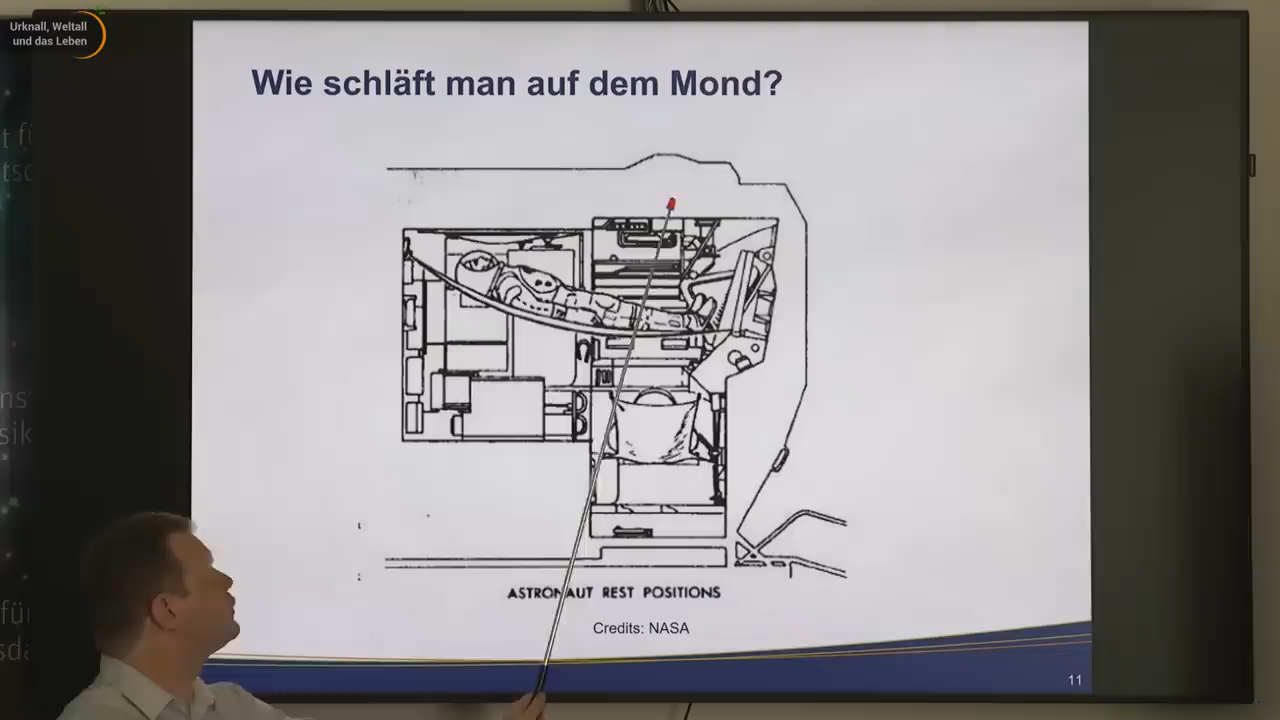 Urknall, Weltall
und das Leben
Wie schläft man auf dem Mond?
ASTRONAUT REST POSITIONS
Credits: NASA
11